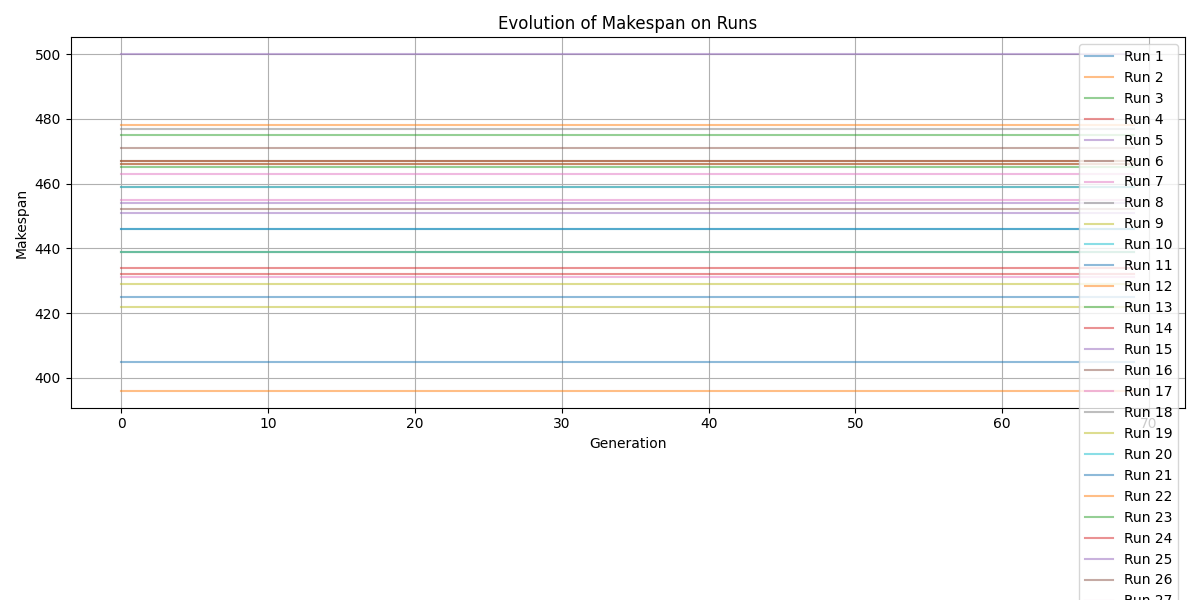 Evolution of Makespan on Runs
Makespan
500
480
460
440
420
400
0 10 20 30 40 50 60 70
Generation
Run 1
Run 2
Run 3
Run 4
Run 5
Run 6
Run 7
Run 8
Run 9
Run 10
Run 11
Run 12
Run 13
Run 14
Run 15
Run 16
Run 17
Run 18
Run 19
Run 20
Run 21
Run 22
Run 23
Run 24
Run 25
Run 26
Run 27